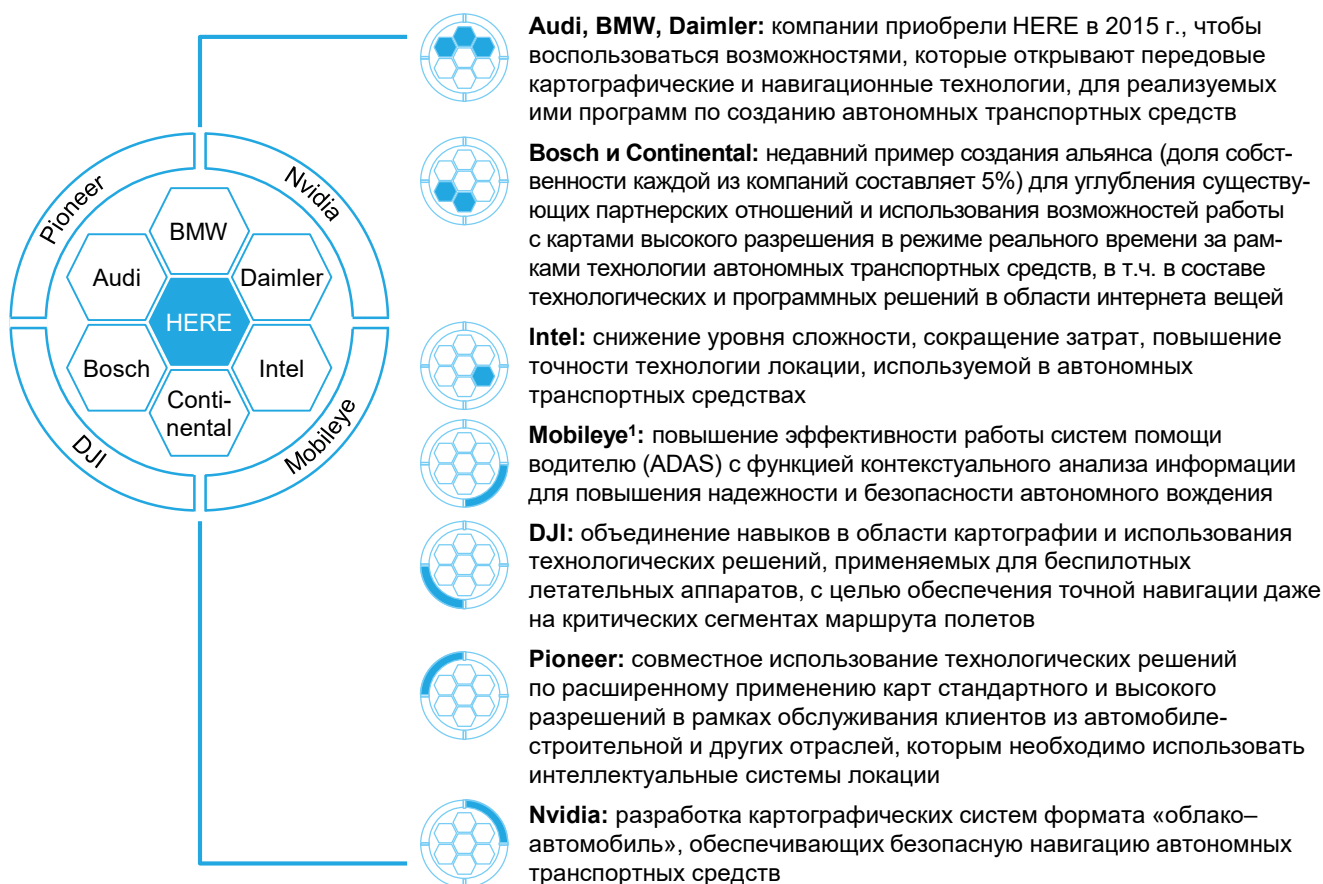 Pioneer
Nvidia
BMW
Audi
Daimler
HERE
Bosch
Intel
Conti-
nental
DJI
Mobileye
Audi, BMW, Daimler: компании приобрели HERE в 2015 г., чтобы
воспользоваться возможностями, которые открывают передовые
картографические и навигационные технологии, для реализуемых
ими программ по созданию автономных транспортных средств
Bosch и Continental: недавний пример создания альянса (доля собст-
венности каждой из компаний составляет 5%) для углубления существу-
ющих партнерских отношений и использования возможностей работы
с картами высокого разрешения в режиме реального времени за рам-
ками технологии автономных транспортных средств, в т.ч. в составе
технологических и программных решений в области интернета вещей
Intel: снижение уровня сложности, сокращение затрат, повышение
точности технологии локации, используемой в автономных
транспортных средствах
Mobileye¹: повышение эффективности работы систем помощи
водителю (ADAS) с функцией контекстуального анализа информации
для повышения надежности и безопасности автономного вождения
DJI: объединение навыков в области картографии и использования
технологических решений, применяемых для беспилотных
летательных аппаратов, с целью обеспечения точной навигации даже
на критических сегментах маршрута полетов
Pioneer: совместное использование технологических решений
по расширенному применению карт стандартного и высокого
разрешений в рамках обслуживания клиентов из автомобиле-
строительной и других отраслей, которым необходимо использовать
интеллектуальные системы локации
Nvidia: разработка картографических систем формата «облако–
автомобиль», обеспечивающих безопасную навигацию автономных
транспортных средств